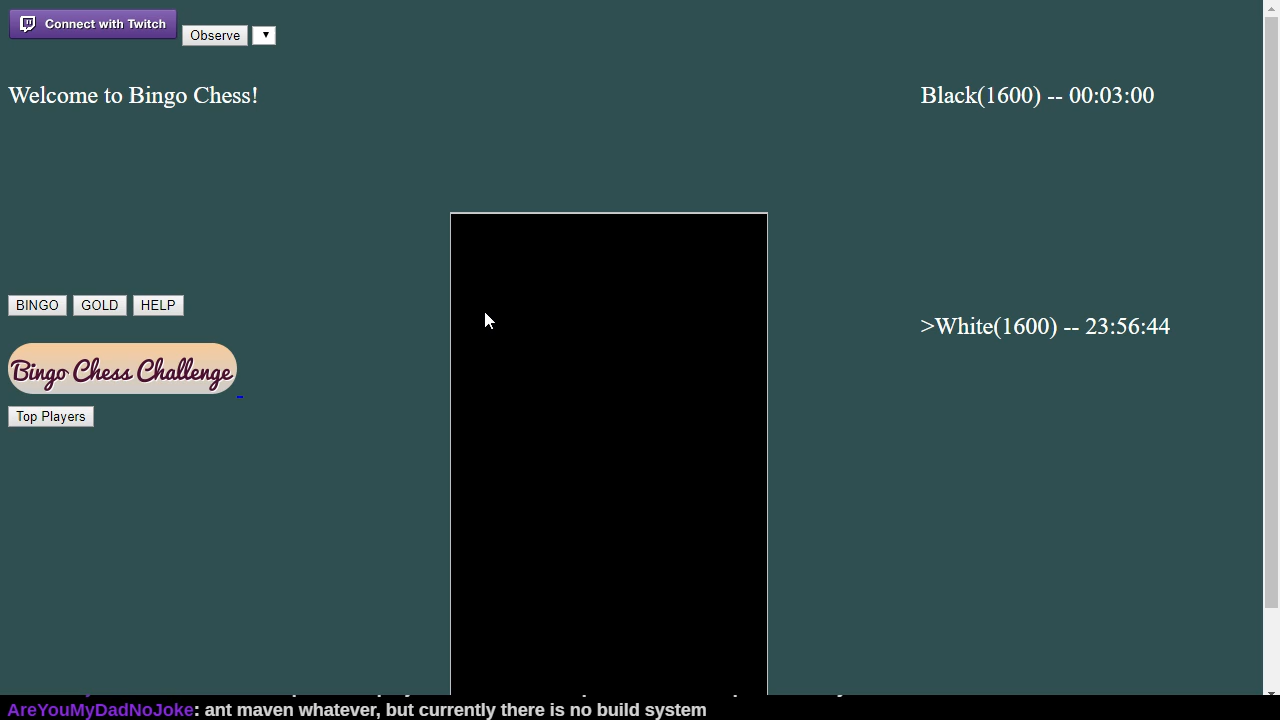 Connect with Twitch
Observe
Welcome to Bingo Chess!
Black(1600) -- 00:03:00
BINGO GOLD HELP
>White(1600) -- 23:56:44
Bingo Chess Challenge
Top Players
AreYouMyDadNoJoke: ant maven whatever, but currently there is no build system